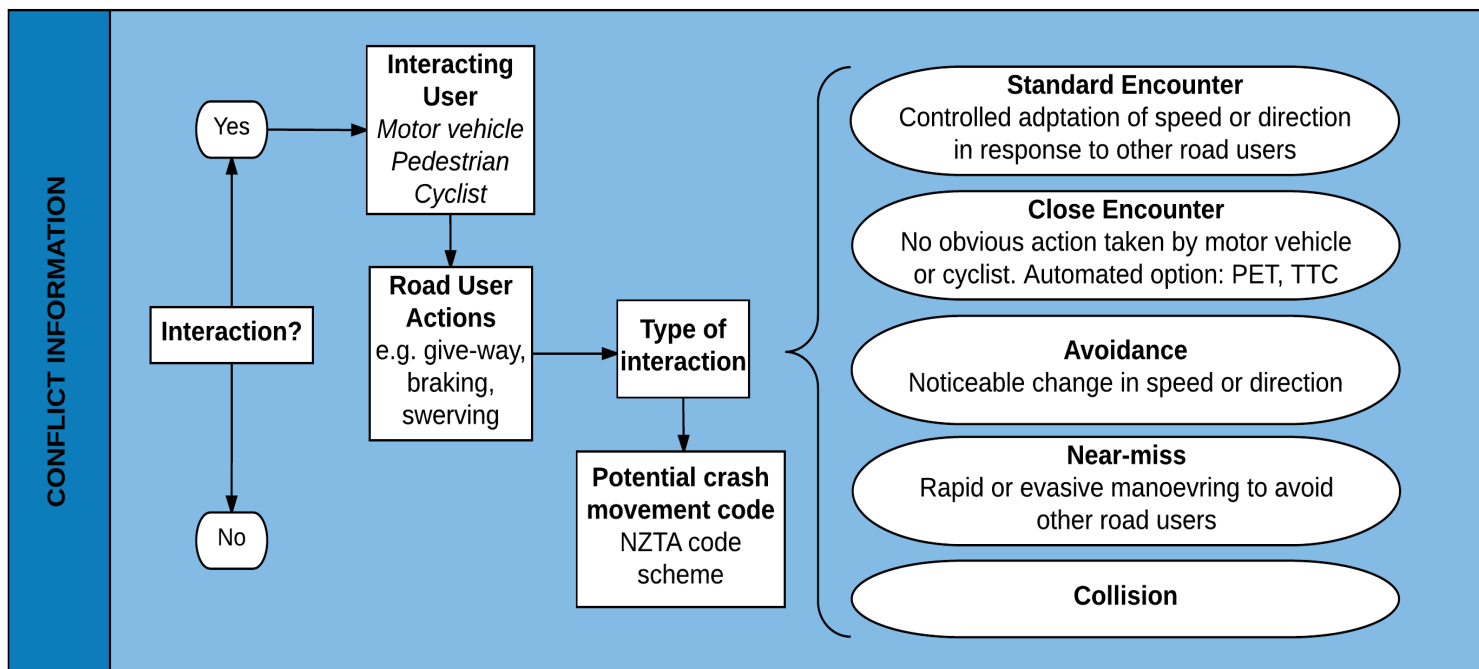 CONFLICT INFORMATION
Yes
Interaction?
No
Interacting
User
Motor vehicle
Pedestrian
Cyclist
Road User
Actions
e.g. give-way,
braking,
swerving
Type of
interaction
Potential crash
movement code
NZTA code
scheme
Standard Encounter
Controlled adptation of speed or direction
in response to other road users
Close Encounter
No obvious action taken by motor vehicle
or cyclist. Automated option: PET, TTC
Avoidance
Noticeable change in speed or direction
Near-miss
Rapid or evasive manoevring to avoid
other road users
Collision